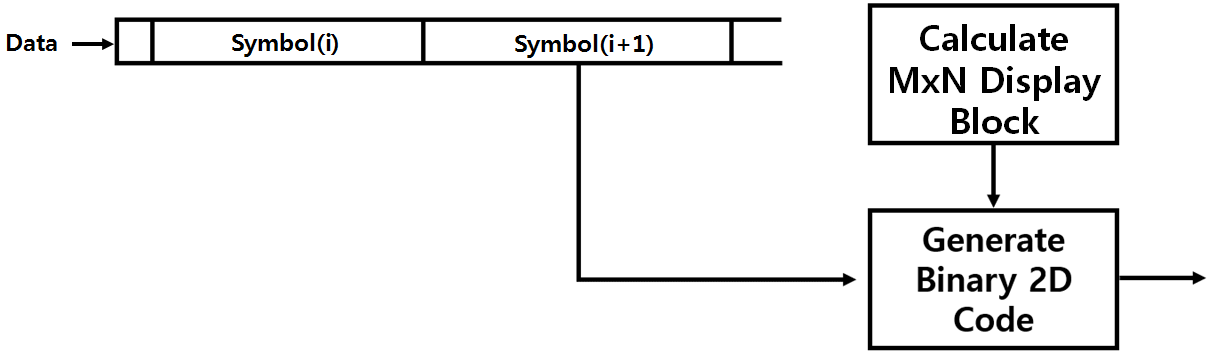 Data
Symbol(i)
Symbol(i+1)
Calculate
MxN Display
Block
Generate
Binary 2D
Code